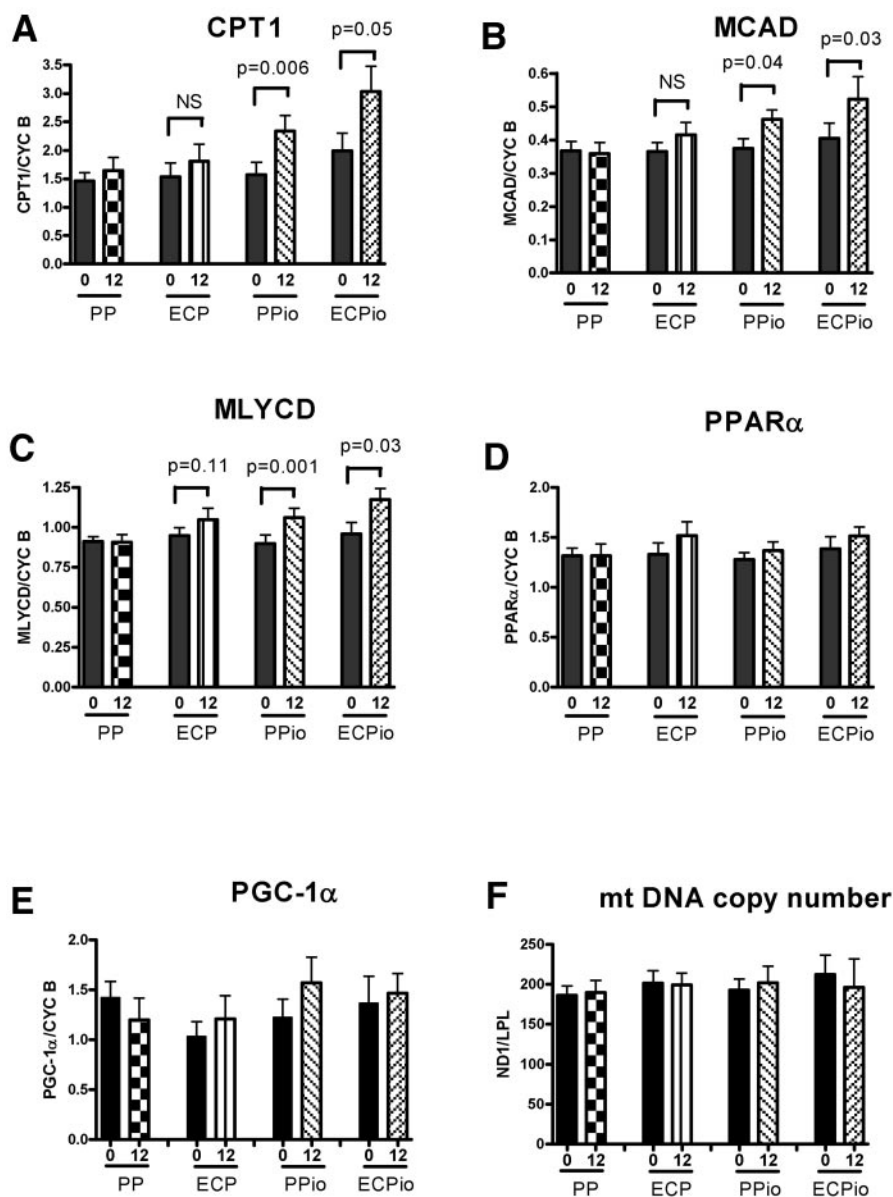 A
CPT1
p=0.05
p=0.006
NS
CPT1/CYC B
3.5
3.0
2.5
2.0
1.5
1.0
0.5
0.0
0 12 0 12 0 12 0 12
PP ECP PPio ECPio
B
MCAD
p=0.03
p=0.04
NS
MCAD/CYC B
0.6
0.5
0.4
0.3
0.2
0.1
0.0
0 12 0 12 0 12 0 12
PP ECP PPio ECPio
C
MLYCD
p=0.11 p=0.001 p=0.03
MLYCD/CYC B
1.25
1.00
0.75
0.50
0.25
0.00
0 12 0 12 0 12 0 12
PP ECP PPio ECPio
D
PPARα
PPARα/CYC B
2.0
1.5
1.0
0.5
0.0
0 12 0 12 0 12 0 12
PP ECP PPio ECPio
E
PGC-1α
PGC-1α/CYC B
2.0
1.5
1.0
0.5
0.0
0 12 0 12 0 12 0 12
PP ECP PPio ECPio
F
mt DNA copy number
ND1/LPL
250
200
150
100
50
0
0 12 0 12 0 12 0 12
PP ECP PPio ECPio